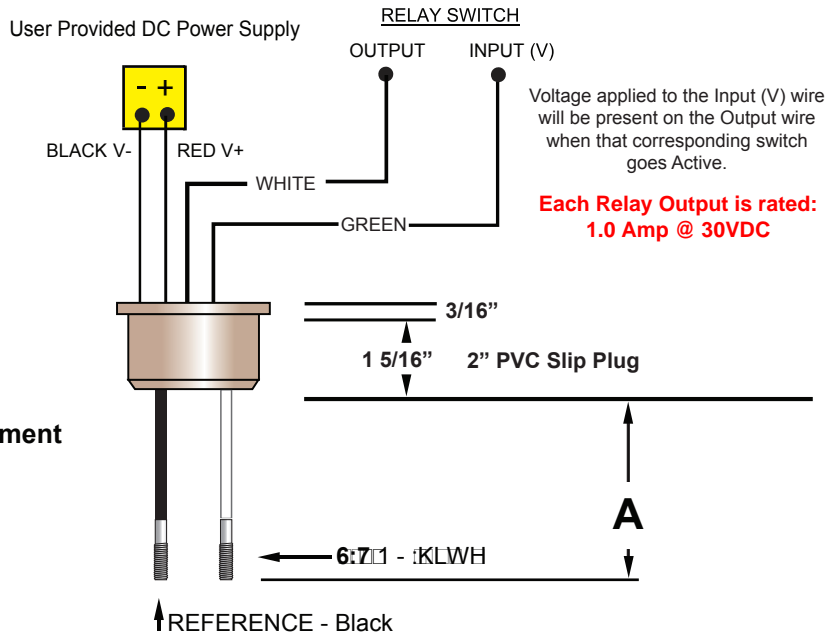 User Provided DC Power Supply
RELAY SWITCH
OUTPUT
INPUT (V)
- +
BLACK V-
RED V+
WHITE
GREEN
Voltage applied to the Input (V) wire
will be present on the Output wire
when that corresponding switch
goes Active.
Each Relay Output is rated:
1.0 Amp @ 30VDC
3/16”
1 5/16”
2” PVC Slip Plug
ment
A
1 -
REFERENCE - Black